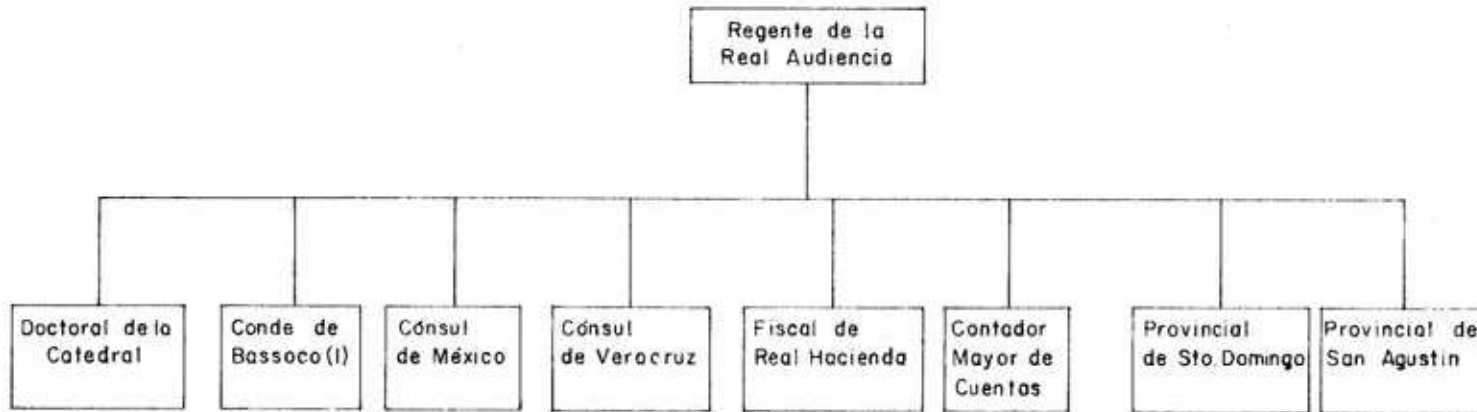 Regente de la
Real Audiencia
Doctoral de la
Catedral
Conde de
Bassoco (I)
Cónsul
de México
Cónsul
de Veracruz
Fiscal de
Real Hacienda
Contador
Mayor de
Cuentas
Provincial
de Sto. Domingo
Provincial de
San Agustin